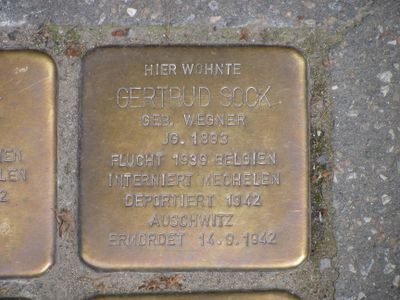 HIER WOHNTE
GERTRUD SOCK
GEB. WEGNER
JG. 1893
FLUCHT 1939 BELGIEN
INTERNIERT MECHELEN
DEPORTIERT 1942
AUSCHWITZ
ERMORDET 14.9.1942